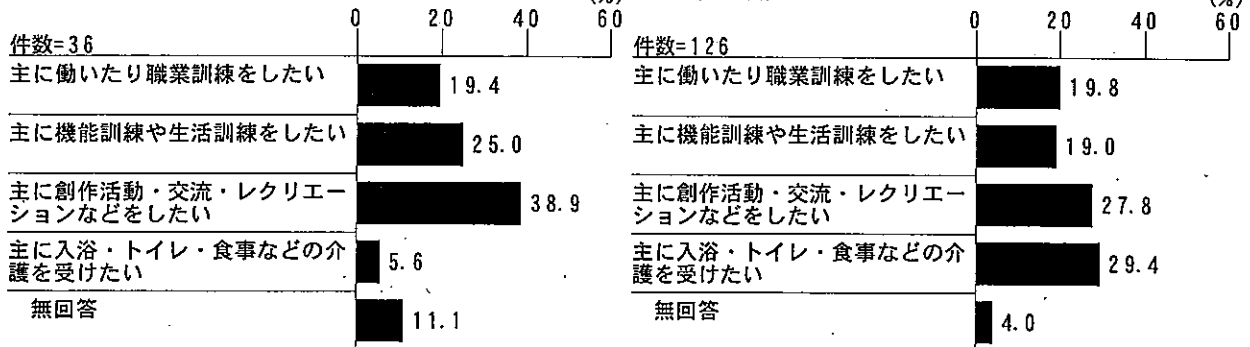 (%)
0 20 40 60
件数=36
主に働いたり職業訓練をしたい 19.4
主に機能訓練や生活訓練をしたい 25.0
主に創作活動・交流・レクリエー
ションなどをしたい 38.9
主に入浴・トイレ・食事などの介
護を受けたい 5.6
無回答 11.1
(%)
0 20 40 60
件数=126
主に働いたり職業訓練をしたい 19.8
主に機能訓練や生活訓練をしたい 19.0
主に創作活動・交流・レクリエー
ションなどをしたい 27.8
主に入浴・トイレ・食事などの介
護を受けたい 29.4
無回答 4.0